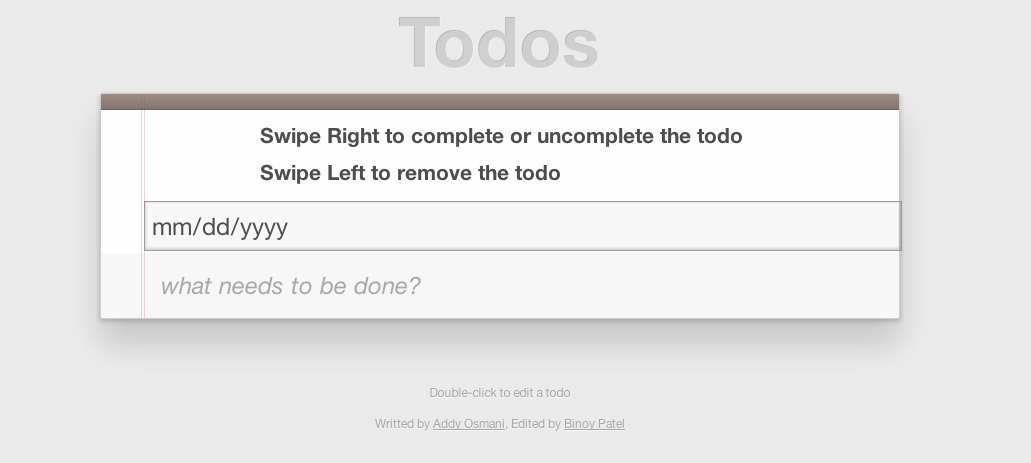 Todos
Swipe Right to complete or uncomplete the todo
Swipe Left to remove the todo
mm/dd/yyyy
what needs to be done?
Double-click to edit a todo
Writted by Addy Osmani, Edited by Binoy Patel